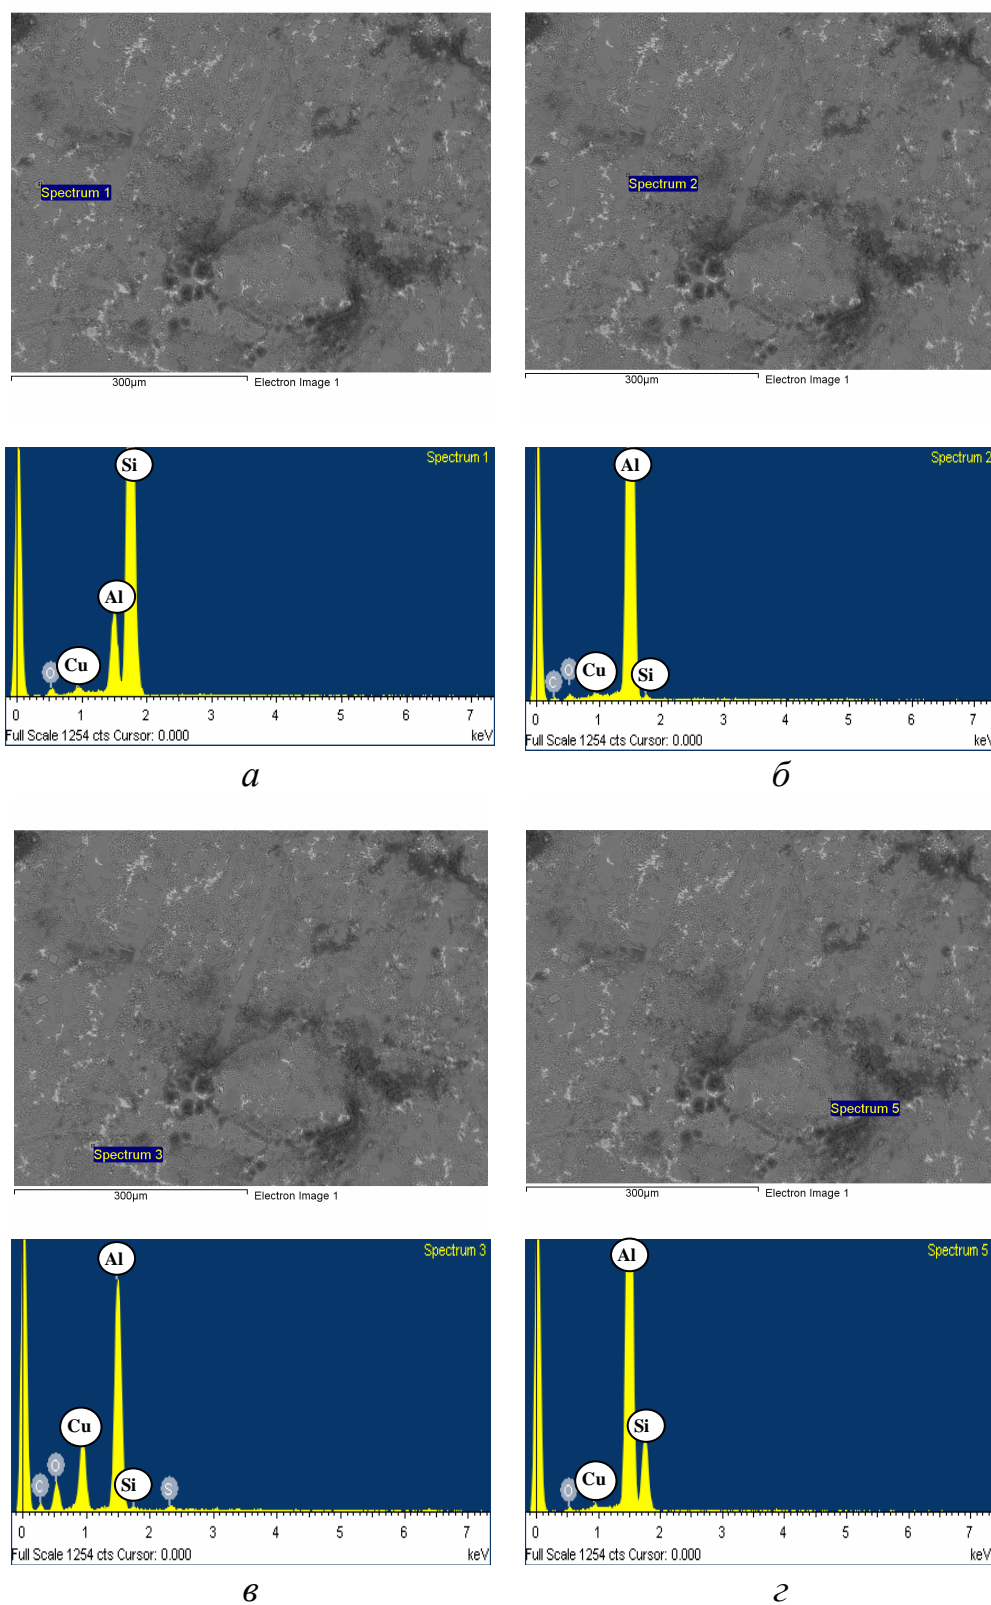 Spectrum 1
300µm Electron Image 1
Spectrum 2
300µm Electron Image 1
Spectrum 1
Si
Al
Cu
O
0 1 2 3 4 5 6 7
Full Scale 1254 cts Cursor: 0.000 keV
Spectrum 2
Al
Cu
Si
O
C
0 1 2 3 4 5 6 7
Full Scale 1254 cts Cursor: 0.000 keV
а
б
Spectrum 3
300µm Electron Image 1
Spectrum 5
300µm Electron Image 1
Spectrum 3
Al
Cu
O
C
Si
S
0 1 2 3 4 5 6 7
Full Scale 1254 cts Cursor: 0.000 keV
Spectrum 5
Al
Si
Cu
O
0 1 2 3 4 5 6 7
Full Scale 1254 cts Cursor: 0.000 keV
в
г